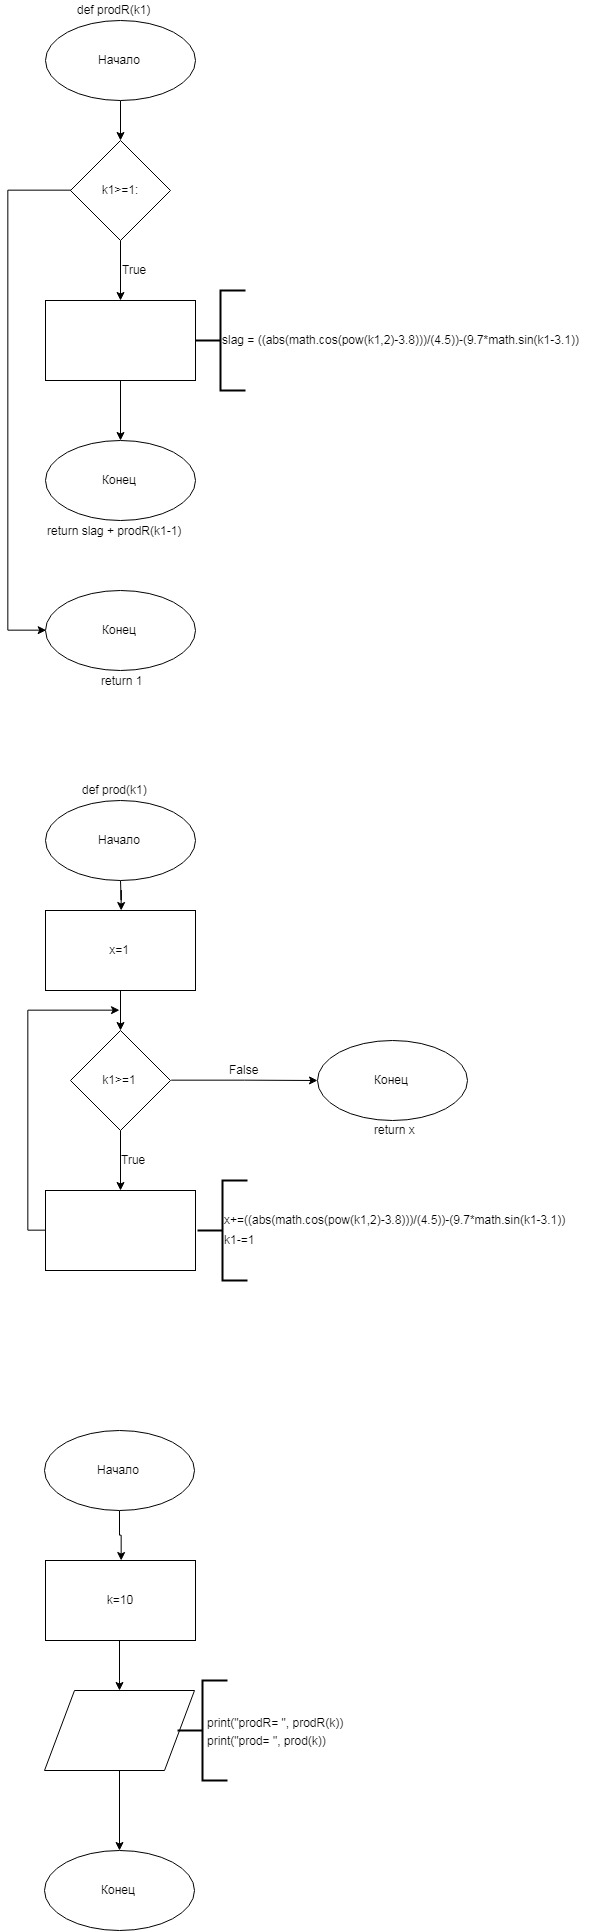 def prodR(k1)
Начало
k1>=1:
True
slag = ((abs(math.cos(pow(k1,2)-3.8)))/(4.5))-(9.7*math.sin(k1-3.1))
Конец
return slag + prodR(k1-1)
Конец
return 1
def prod(k1)
Начало
x=1
k1>=1
False
Конец
return x
True
x+=((abs(math.cos(pow(k1,2)-3.8)))/(4.5))-(9.7*math.sin(k1-3.1))
k1-=1
Начало
k=10
print("prodR= ", prodR(k))
print("prod= ", prod(k))
Конец